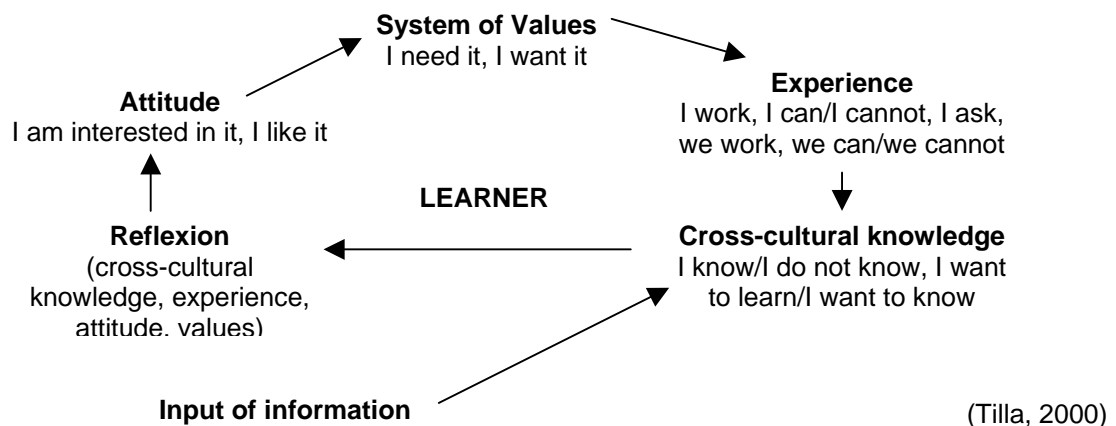 System of Values
I need it, I want it
Attitude
I am interested in it, I like it
Experience
I work, I can/I cannot, I ask,
we work, we can/we cannot
LEARNER
Reflexion
(cross-cultural
knowledge, experience,
attitude, values)
Cross-cultural knowledge
I know/I do not know, I want
to learn/I want to know
Input of information
(Tilla, 2000)